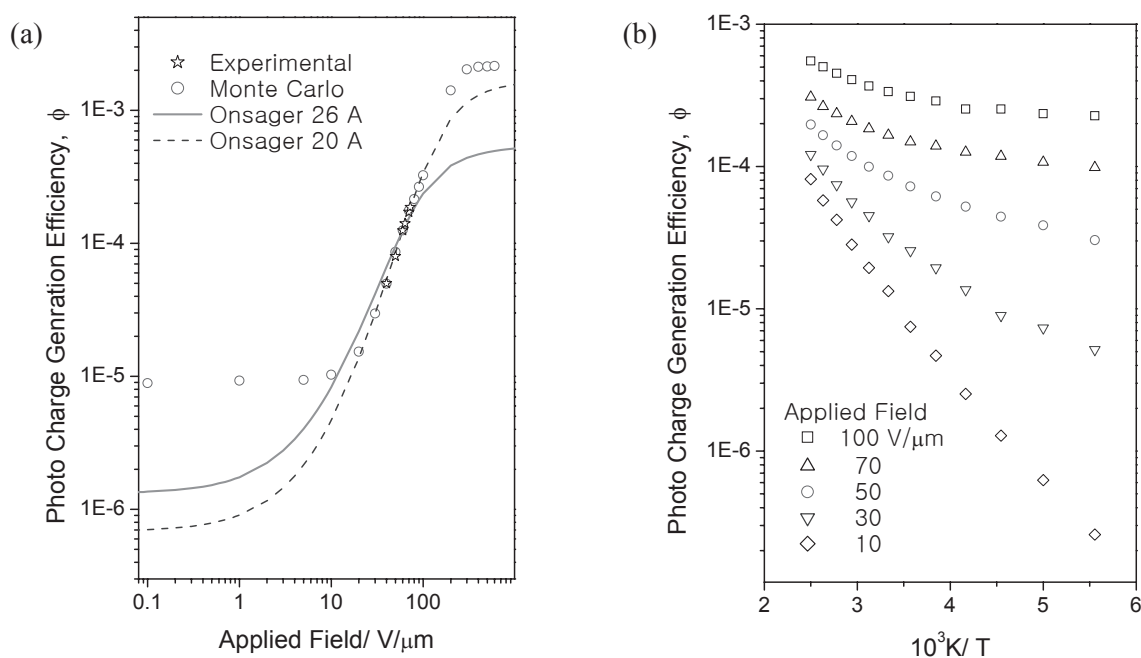 (a)
Experimental
Monte Carlo
Onsager 26 A
Onsager 20 A
1E-3
1E-4
1E-5
1E-6
Photo Charge Genration Efficiency, ϕ
0.1
1
10
100
Applied Field/ V/μm
(b)
1E-3
1E-4
1E-5
1E-6
Photo Charge Generation Efficiency, ϕ
Applied Field
100 V/μm
70
50
30
10
2
3
4
5
6
10³K/ T